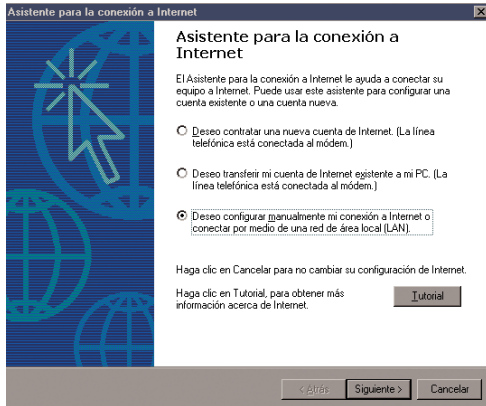 Asistente para la conexión a Internet
Asistente para la conexión a
Internet
El Asistente para la conexión a Internet le ayuda a conectar su
equipo a Internet. Puede usar este asistente para configurar una
cuenta existente o una cuenta nueva.
Deseo contratar una nueva cuenta de Internet. (La línea
telefónica está conectada al módem.)
Deseo transferir mi cuenta de Internet existente a mi PC. (La
línea telefónica está conectada al módem.)
Deseo configurar manualmente mi conexión a Internet o
conectar por medio de una red de área local (LAN).
Haga clic en Cancelar para no cambiar su configuración de Internet.
Haga clic en Tutorial, para obtener más
información acerca de Internet.
Tutorial
< Atrás
Siguiente >
Cancelar